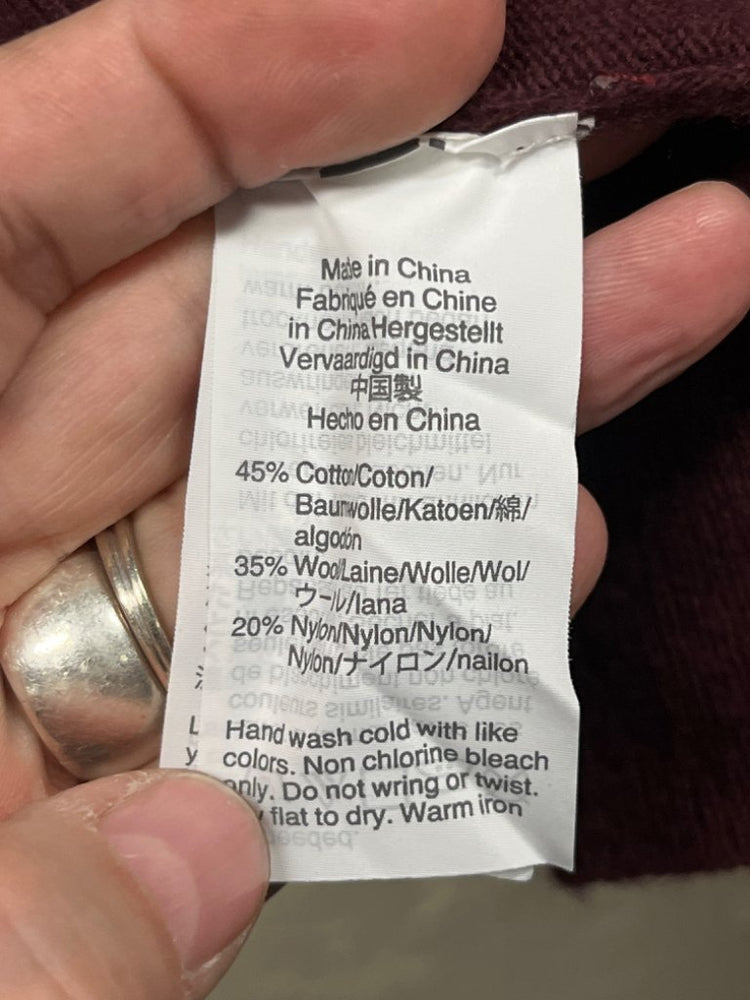 Made in China
Fabriqué en Chine
in China Hergestellt
Vervaardigd in China
中国製
Hecho en China
45% Cotton/Coton/
Baumwolle/Katoen/綿/
algodón
35% Wool/Laine/Wolle/Wol/
ウール/lana
20% Nylon/Nylon/Nylon/
Nylon/ナイロン/nailon
Hand wash cold with like
colors. Non chlorine bleach
only. Do not wring or twist.
flat to dry. Warm iron